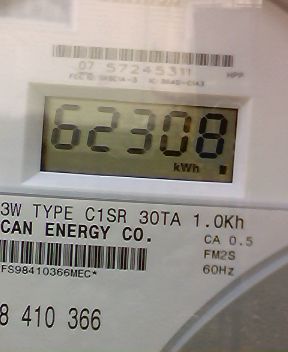 07 57245311
HPP
62308
kWh
3W TYPE C1SR 30TA 1.0Kh
CAN ENERGY CO.
CA 0.5
FM2S
60Hz
FS98410366MEC*
8 410 366